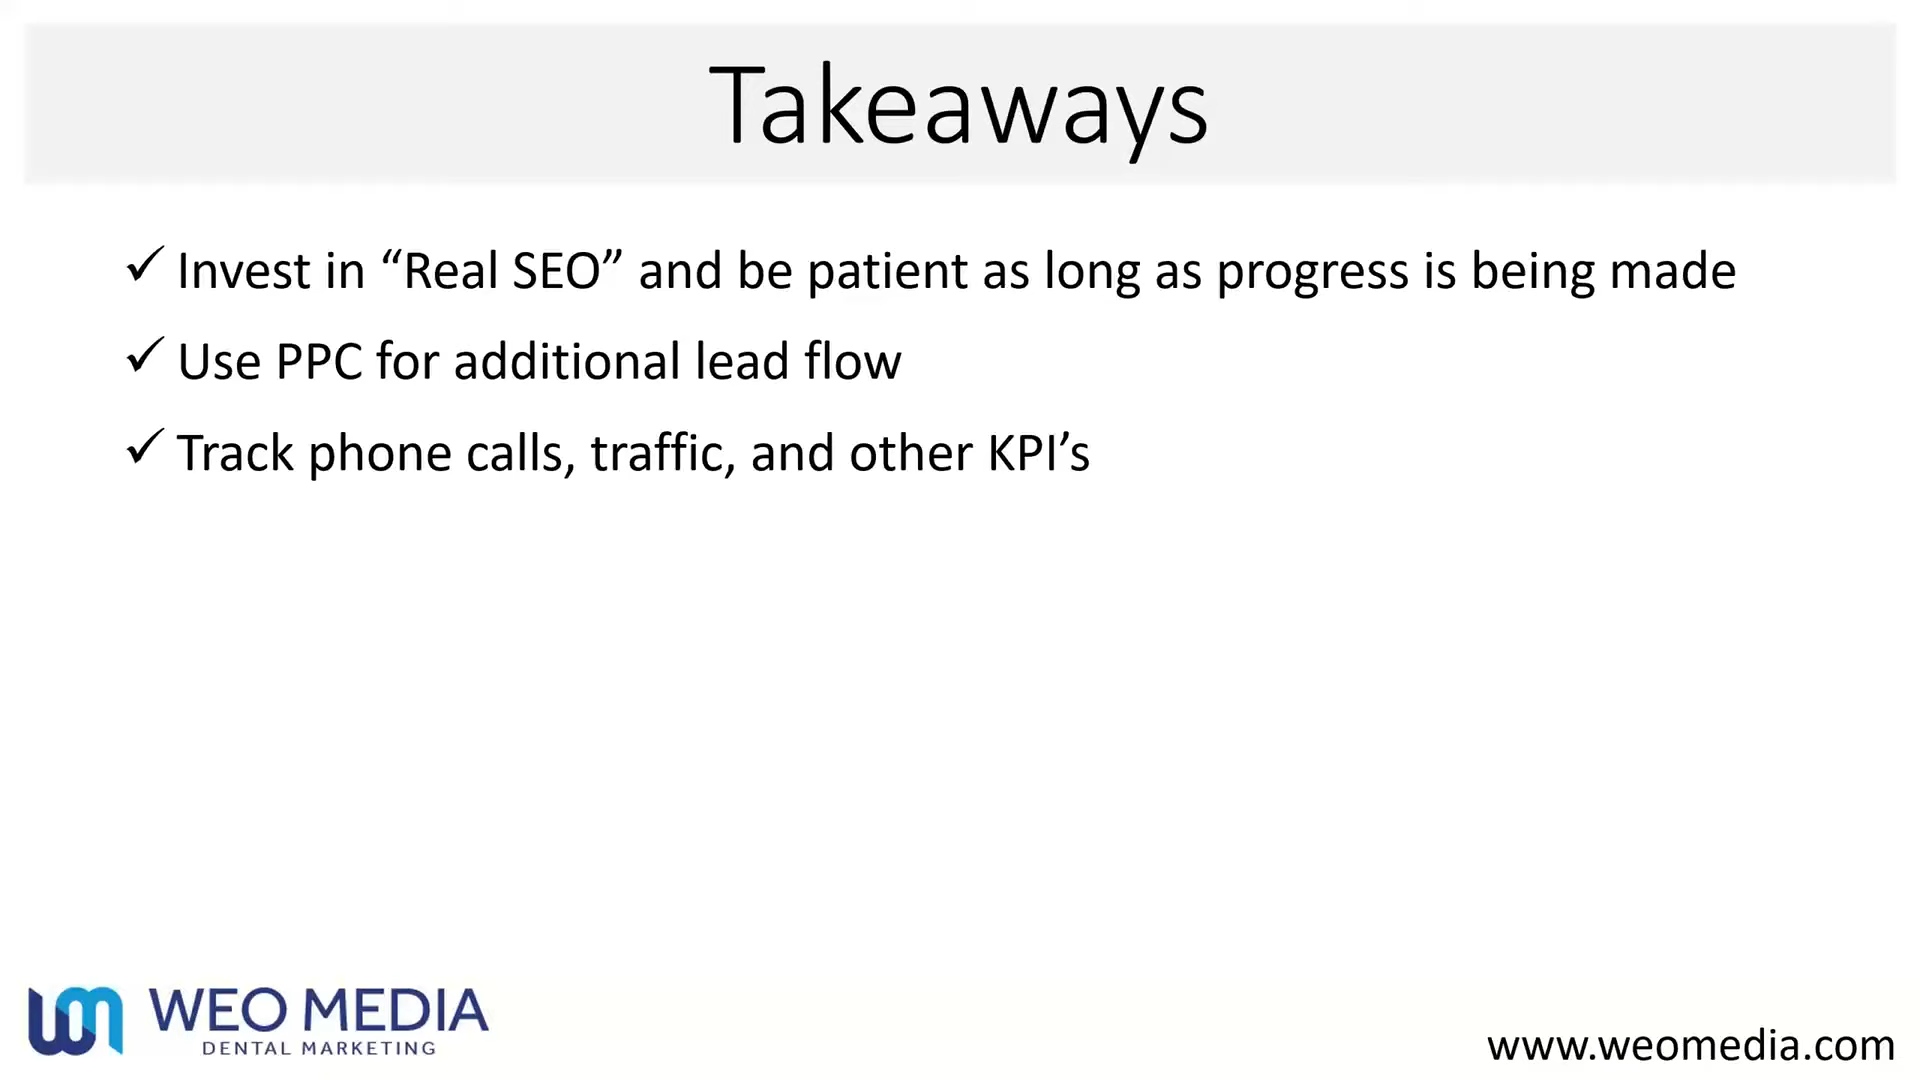 Takeaways
✓ Invest in “Real SEO” and be patient as long as progress is being made
✓ Use PPC for additional lead flow
✓ Track phone calls, traffic, and other KPI’s
WEO MEDIA
DENTAL MARKETING
www.weomedia.com